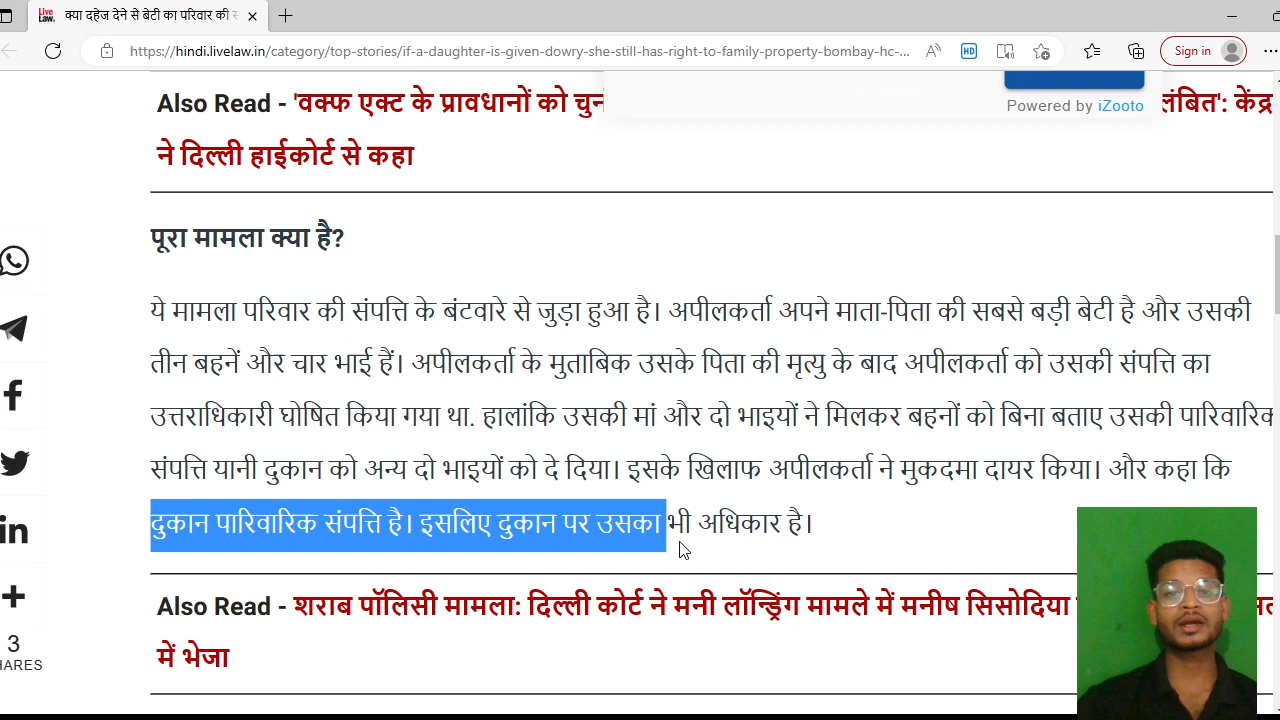 Live Law.
क्या दहेज देने से बेटी का परिवार की
https://hindi.livelaw.in/category/top-stories/if-a-daughter-is-given-dowry-she-still-has-right-to-family-property-bombay-hc-...
HD
Sign in
Powered by iZooto
Also Read - 'वक्फ एक्ट के प्रावधानों को लंबित': केंद्र
ने दिल्ली हाईकोर्ट से कहा
पूरा मामला क्या है?
ये मामला परिवार की संपत्ति के बंटवारे से जुड़ा हुआ है। अपीलकर्ता अपने माता-पिता की सबसे बड़ी बेटी है और उसकी
तीन बहनें और चार भाई हैं। अपीलकर्ता के मुताबिक उसके पिता की मृत्यु के बाद अपीलकर्ता को उसकी संपत्ति का
उत्तराधिकारी घोषित किया गया था. हालांकि उसकी मां और दो भाइयों ने मिलकर बहनों को बिना बताए उसकी पारिवारिक
संपत्ति यानी दुकान को अन्य दो भाइयों को दे दिया। इसके खिलाफ अपीलकर्ता ने मुकदमा दायर किया। और कहा कि
दुकान पारिवारिक संपत्ति है। इसलिए दुकान पर उसका भी अधिकार है।
Also Read - शराब पॉलिसी मामला: दिल्ली कोर्ट ने मनी लॉन्ड्रिंग मामले में मनीष सिसोदिया
में भेजा
3
HARES